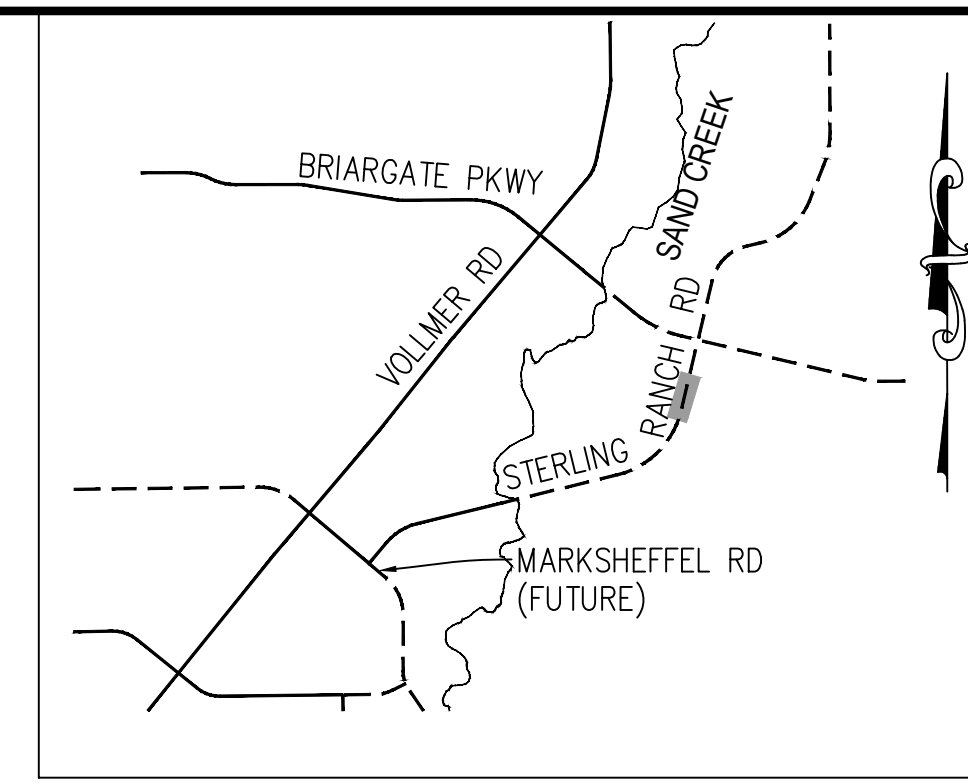 BRIARGATE PKWY
SAND CREEK
VOLLMER RD
STERLING RANCH RD
MARKSHEFFEL RD
(FUTURE)